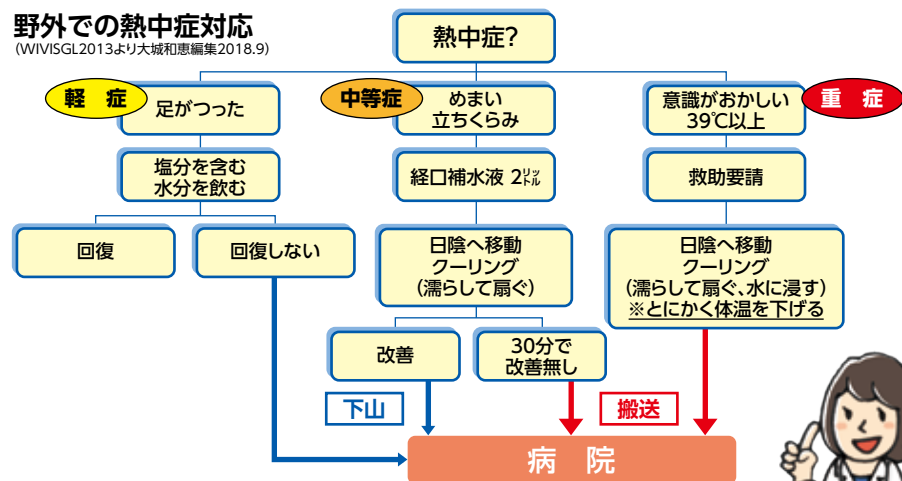 野外での熱中症対応
(WIVISGL2013より大城和恵編集2018.9)
熱中症?
軽 症
足がつった
中等症
めまい
立ちくらみ
意識がおかしい
39℃以上
重 症
塩分を含む
水分を飲む
経口補水液 2リットル
救助要請
回復
回復しない
日陰へ移動
クーリング
(濡らして扇ぐ)
日陰へ移動
クーリング
(濡らして扇ぐ、水に浸す)
※とにかく体温を下げる
改善
30分で
改善無し
下山
搬送
病 院